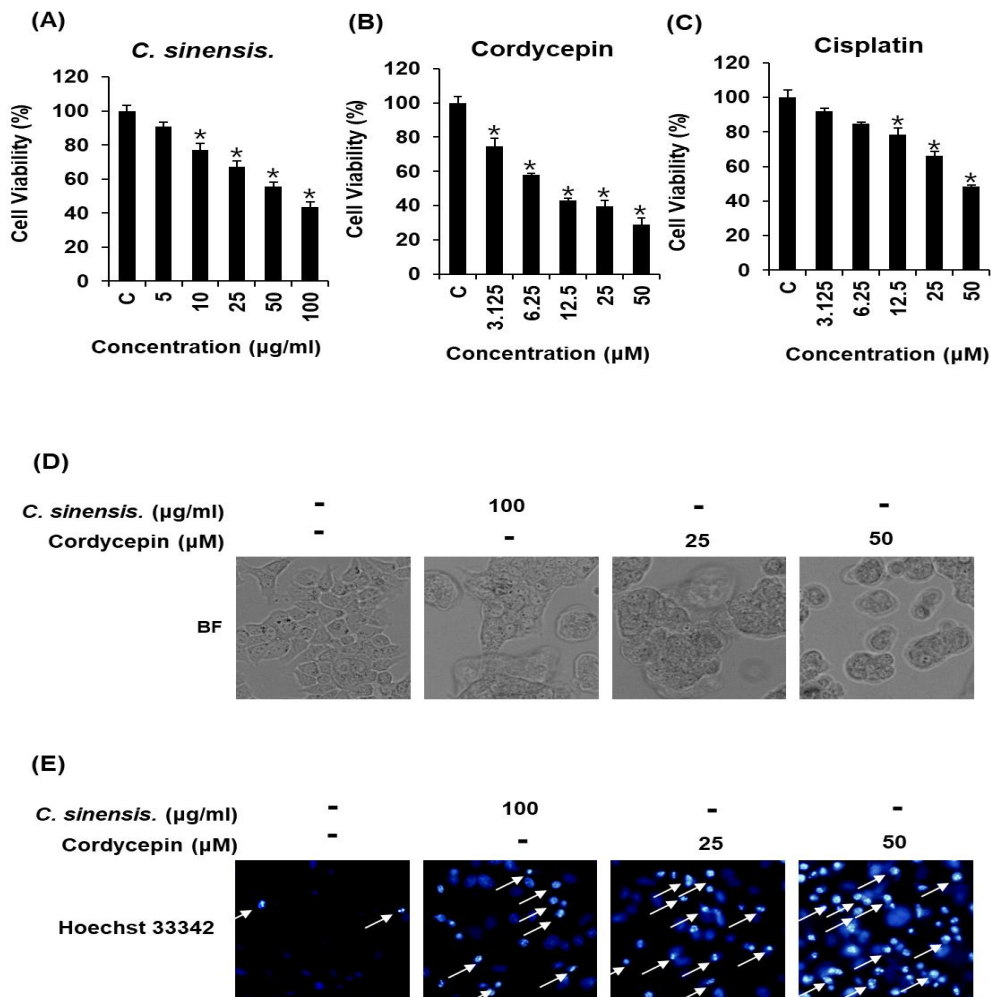 (A)
C. sinensis.
Cell Viability (%)
120
100
80
60
40
20
0
*
*
*
*
C
5
10
25
50
100
Concentration (µg/ml)
(B)
Cordycepin
Cell Viability (%)
120
100
80
60
40
20
0
*
*
*
*
*
C
3.125
6.25
12.5
25
50
Concentration (µM)
(C)
Cisplatin
Cell Viability (%)
120
100
80
60
40
20
0
*
*
*
C
3.125
6.25
12.5
25
50
Concentration (µM)
(D)
C. sinensis. (µg/ml) - 100 - -
Cordycepin (µM) - - 25 50
BF
(E)
C. sinensis. (µg/ml) - 100 - -
Cordycepin (µM) - - 25 50
Hoechst 33342